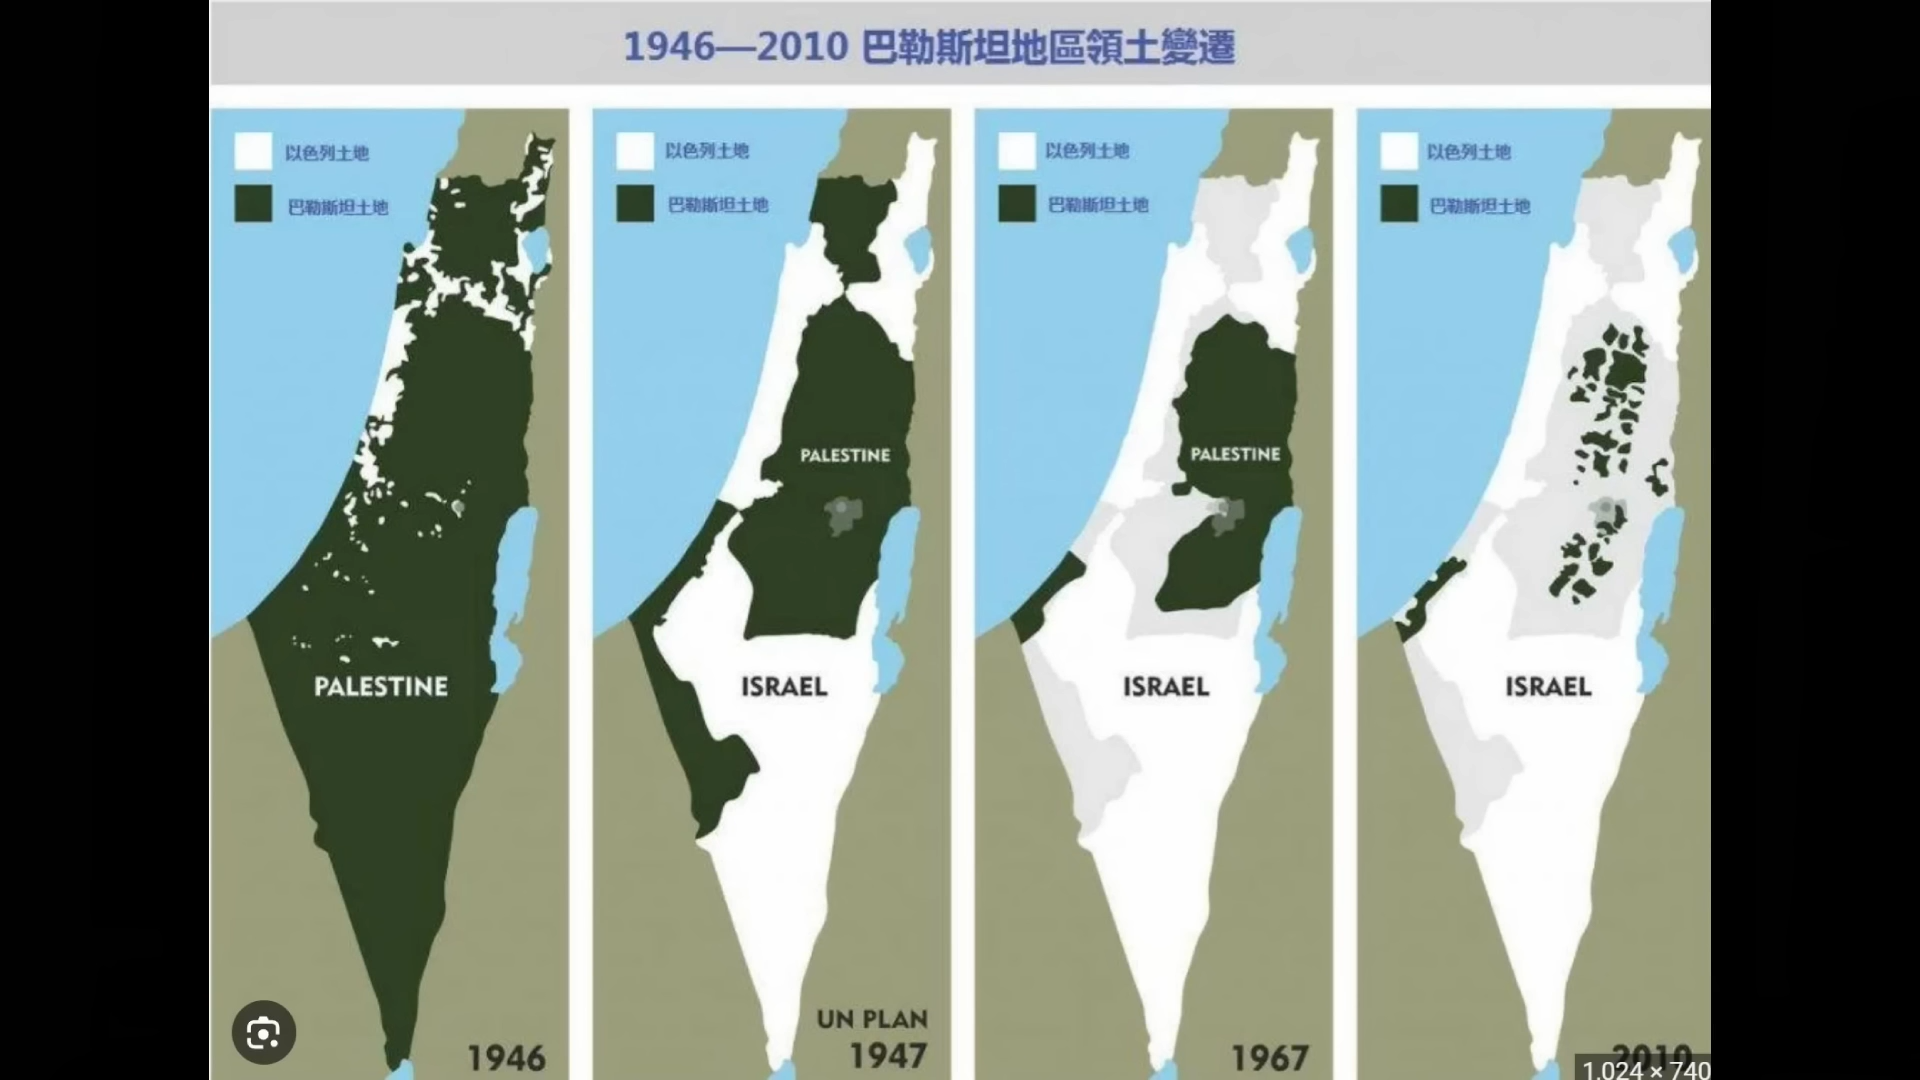 1946—2010 巴勒斯坦地區領土變遷
以色列土地
巴勒斯坦土地
PALESTINE
1946
以色列土地
巴勒斯坦土地
PALESTINE
ISRAEL
UN PLAN
1947
以色列土地
巴勒斯坦土地
PALESTINE
ISRAEL
1967
以色列土地
巴勒斯坦土地
ISRAEL
2010
1,024 × 740